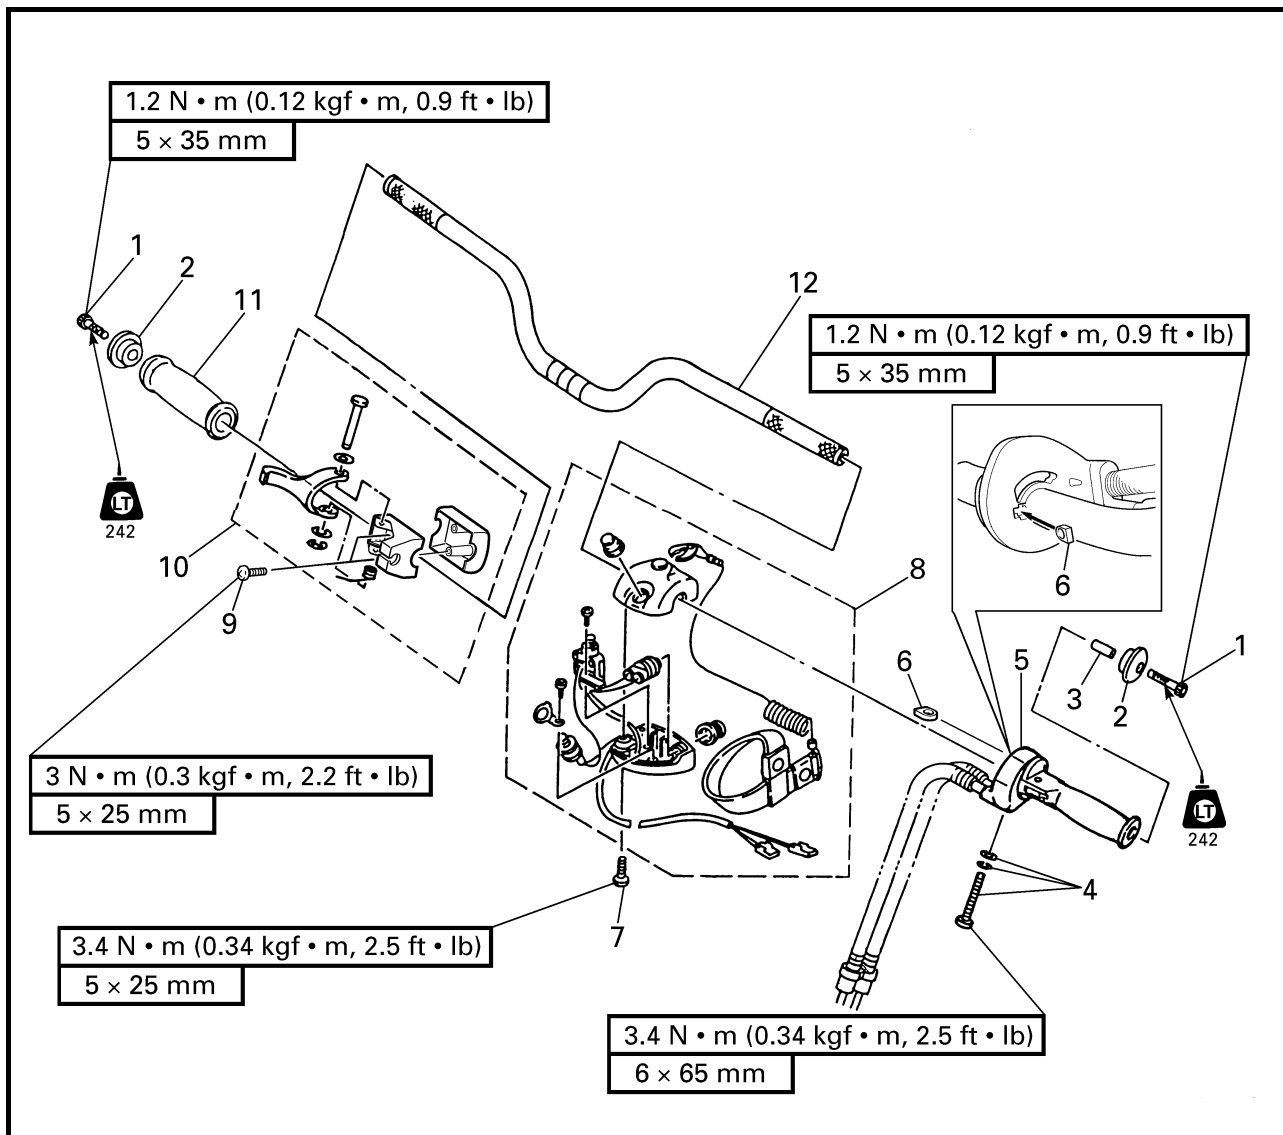 1.2 N • m (0.12 kgf • m, 0.9 ft • lb)
5 × 35 mm
1
2
11
12
1.2 N • m (0.12 kgf • m, 0.9 ft • lb)
5 × 35 mm
LT
242
10
9
6
8
6
5
3
2
1
3 N • m (0.3 kgf • m, 2.2 ft • lb)
5 × 25 mm
LT
242
4
7
3.4 N • m (0.34 kgf • m, 2.5 ft • lb)
5 × 25 mm
3.4 N • m (0.34 kgf • m, 2.5 ft • lb)
6 × 65 mm